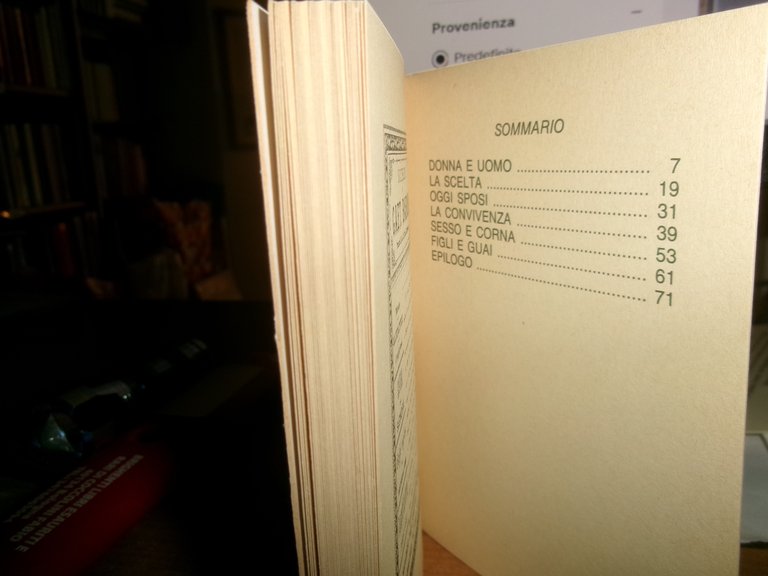 Provenienza
Predefinito
SOMMARIO
DONNA E UOMO ........................ 7
LA SCELTA ........................ 19
OGGI SPOSI ........................ 31
LA CONVIVENZA ........................ 39
SESSO E CORNA ........................ 53
FIGLI E GUAI ........................ 61
EPILOGO ........................ 71